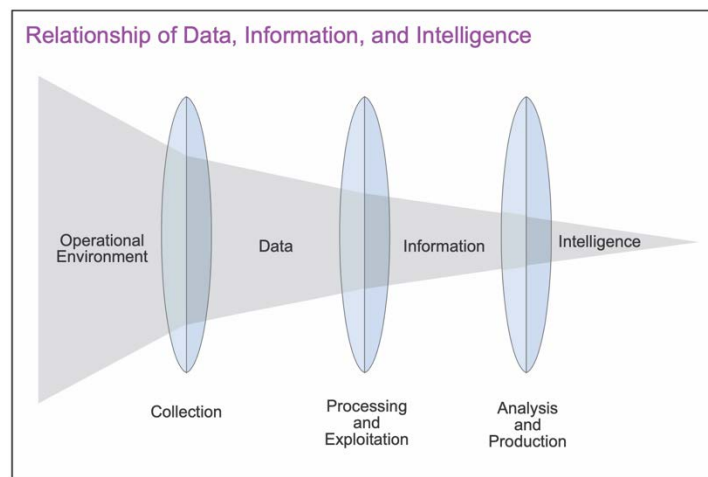 Relationship of Data, Information, and Intelligence
Operational
Environment
Data
Information
Intelligence
Collection
Processing
and
Exploitation
Analysis
and
Production